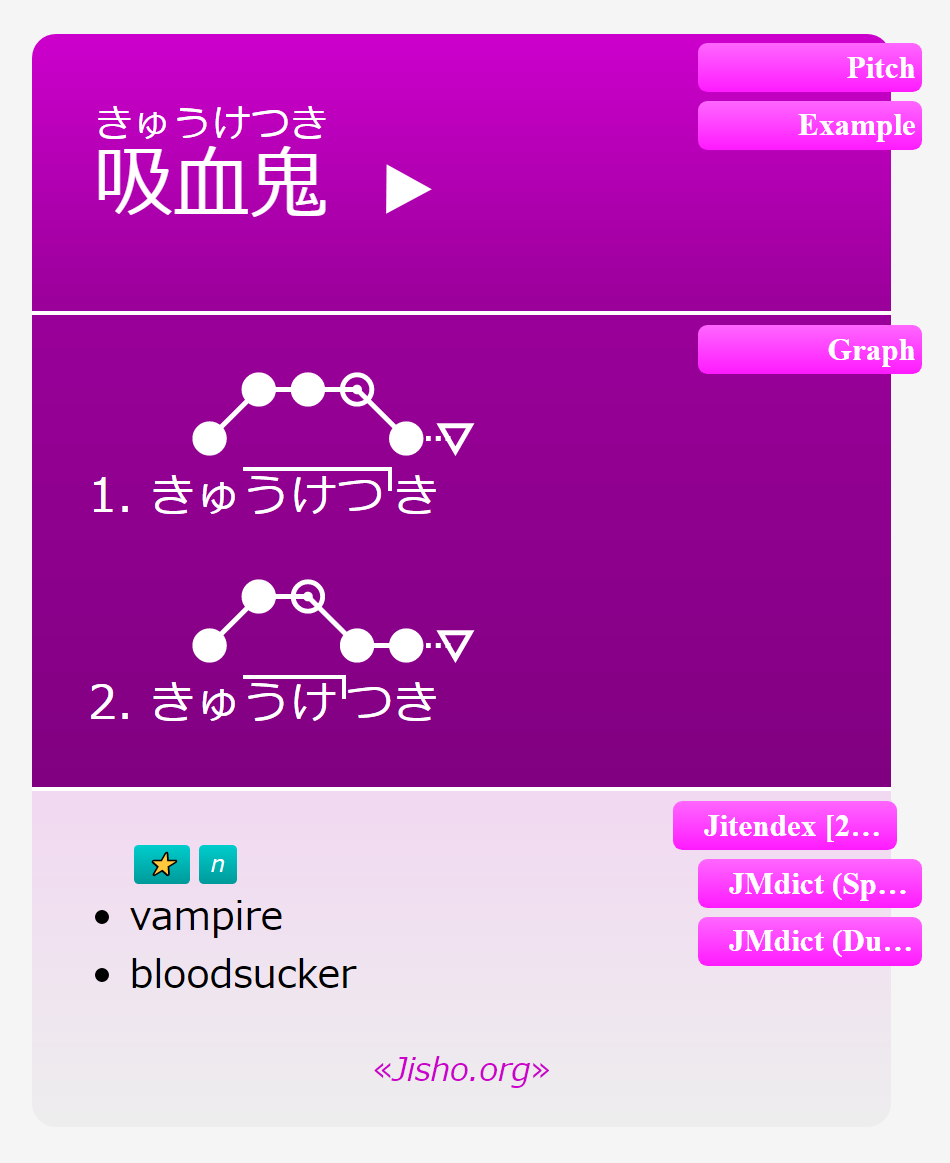 Pitch
Example
きゅうけつき
吸血鬼
Graph
1. きゅうけつき
2. きゅうけつき
Jitendex [2…
n
JMdict (Sp…
vampire
JMdict (Du…
bloodsucker
«Jisho.org»